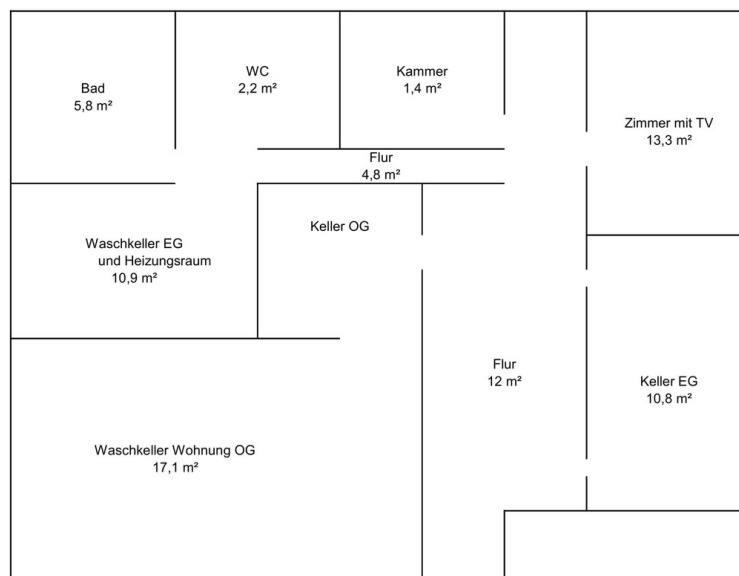 Bad
5,8 m²
WC
2,2 m²
Kammer
1,4 m²
Zimmer mit TV
13,3 m²
Flur
4,8 m²
Keller OG
Waschkeller EG
und Heizungsraum
10,9 m²
Flur
12 m²
Keller EG
10,8 m²
Waschkeller Wohnung OG
17,1 m²